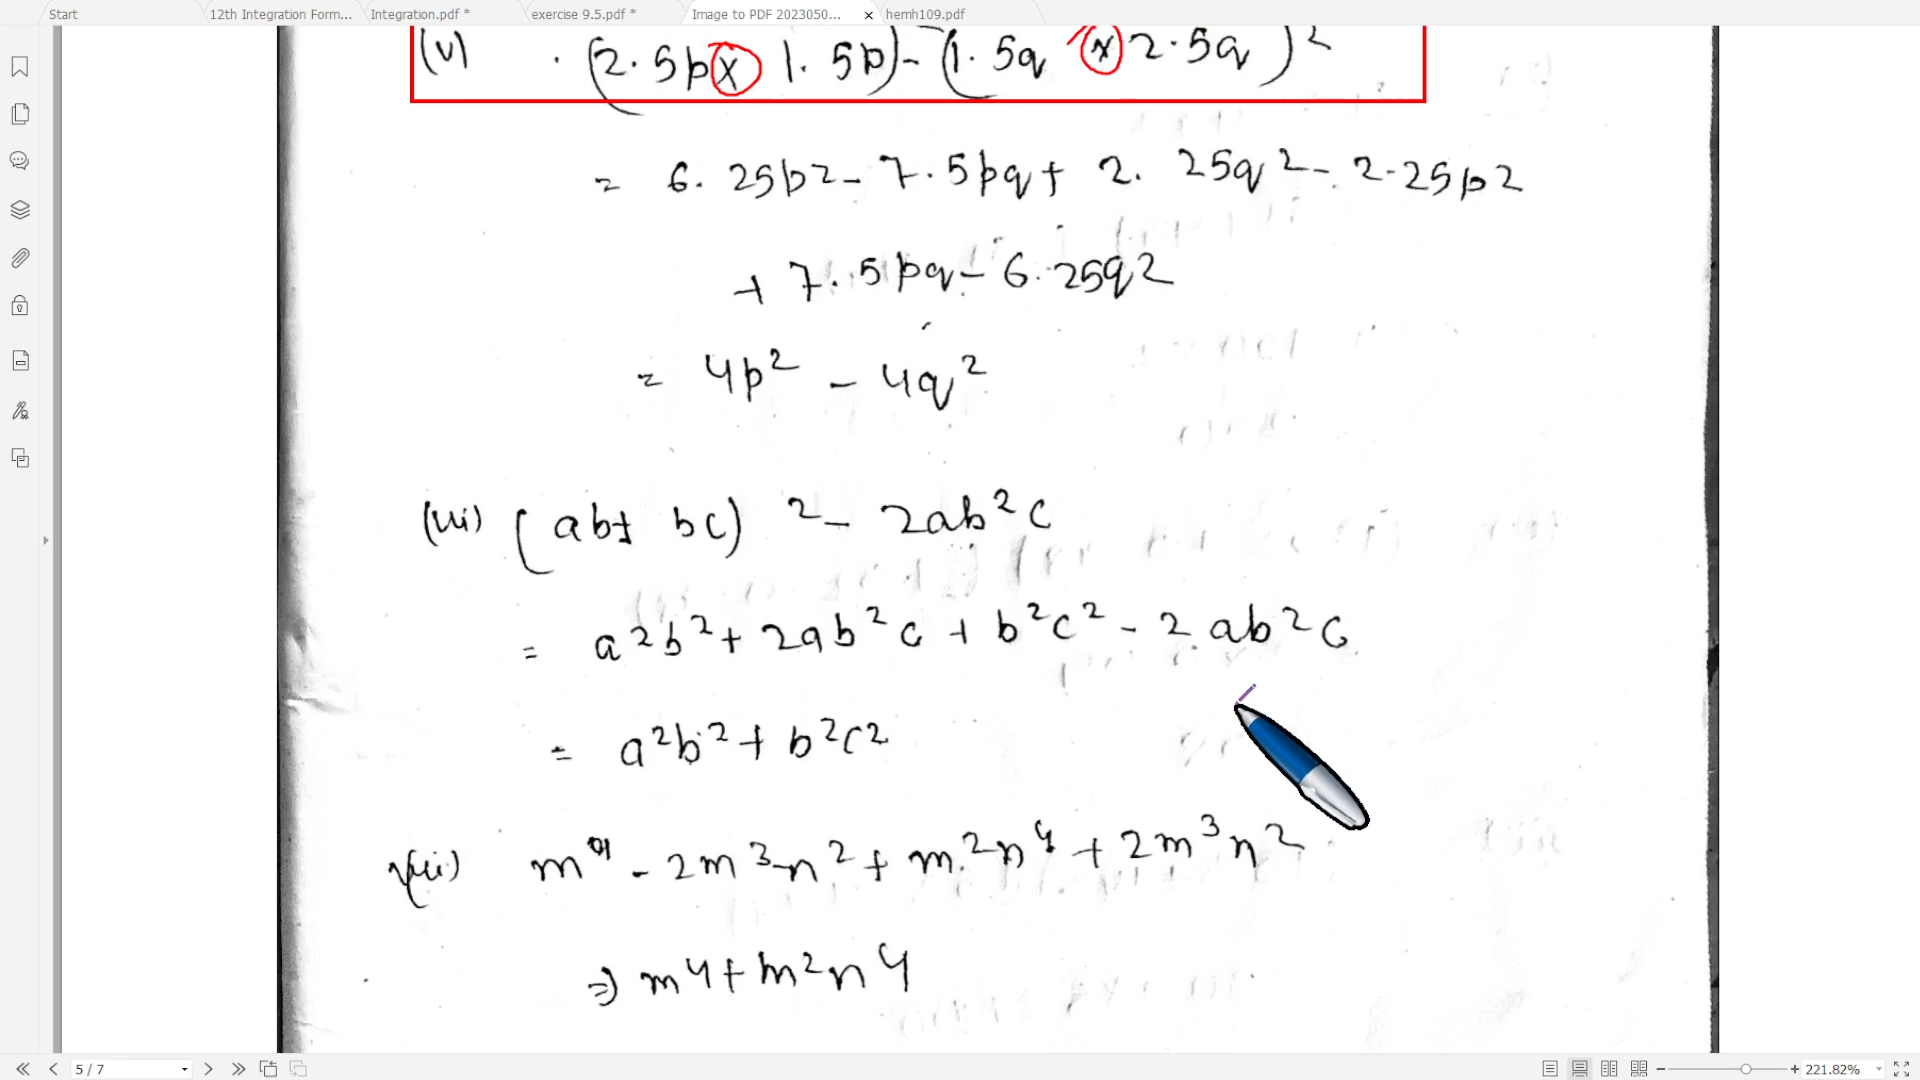 Start 12th Integration Form... Integration.pdf * exercise 9.5.pdf * Image to PDF 2023050... × hemh109.pdf
(v) (2.5p x 1.5p) - (1.5q x 2.5q)2
= 6.25p2 - 7.5pq + 2.25q2 - 2.25p2
+ 7.5pq - 6.25q2
= 4p² - 4q²
(vi) (ab+ bc) 2 - 2ab²c
= a2b2 + 2ab²c + b²c² - 2ab²c
= a2b2 + b2c2
v(ii) m4 - 2m3n2 + m2n4 + 2m3n2
⇒ m4 + m2n4
5 / 7 221.82%